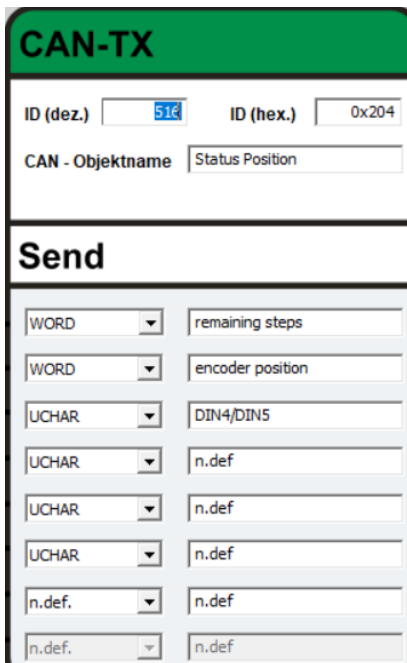 CAN-TX
ID (dez.) 516 ID (hex.) 0x204
CAN - Objektname Status Position
Send
WORD remaining steps
WORD encoder position
UCHAR DIN4/DIN5
UCHAR n.def
UCHAR n.def
UCHAR n.def
n.def. n.def
n.def. n.def